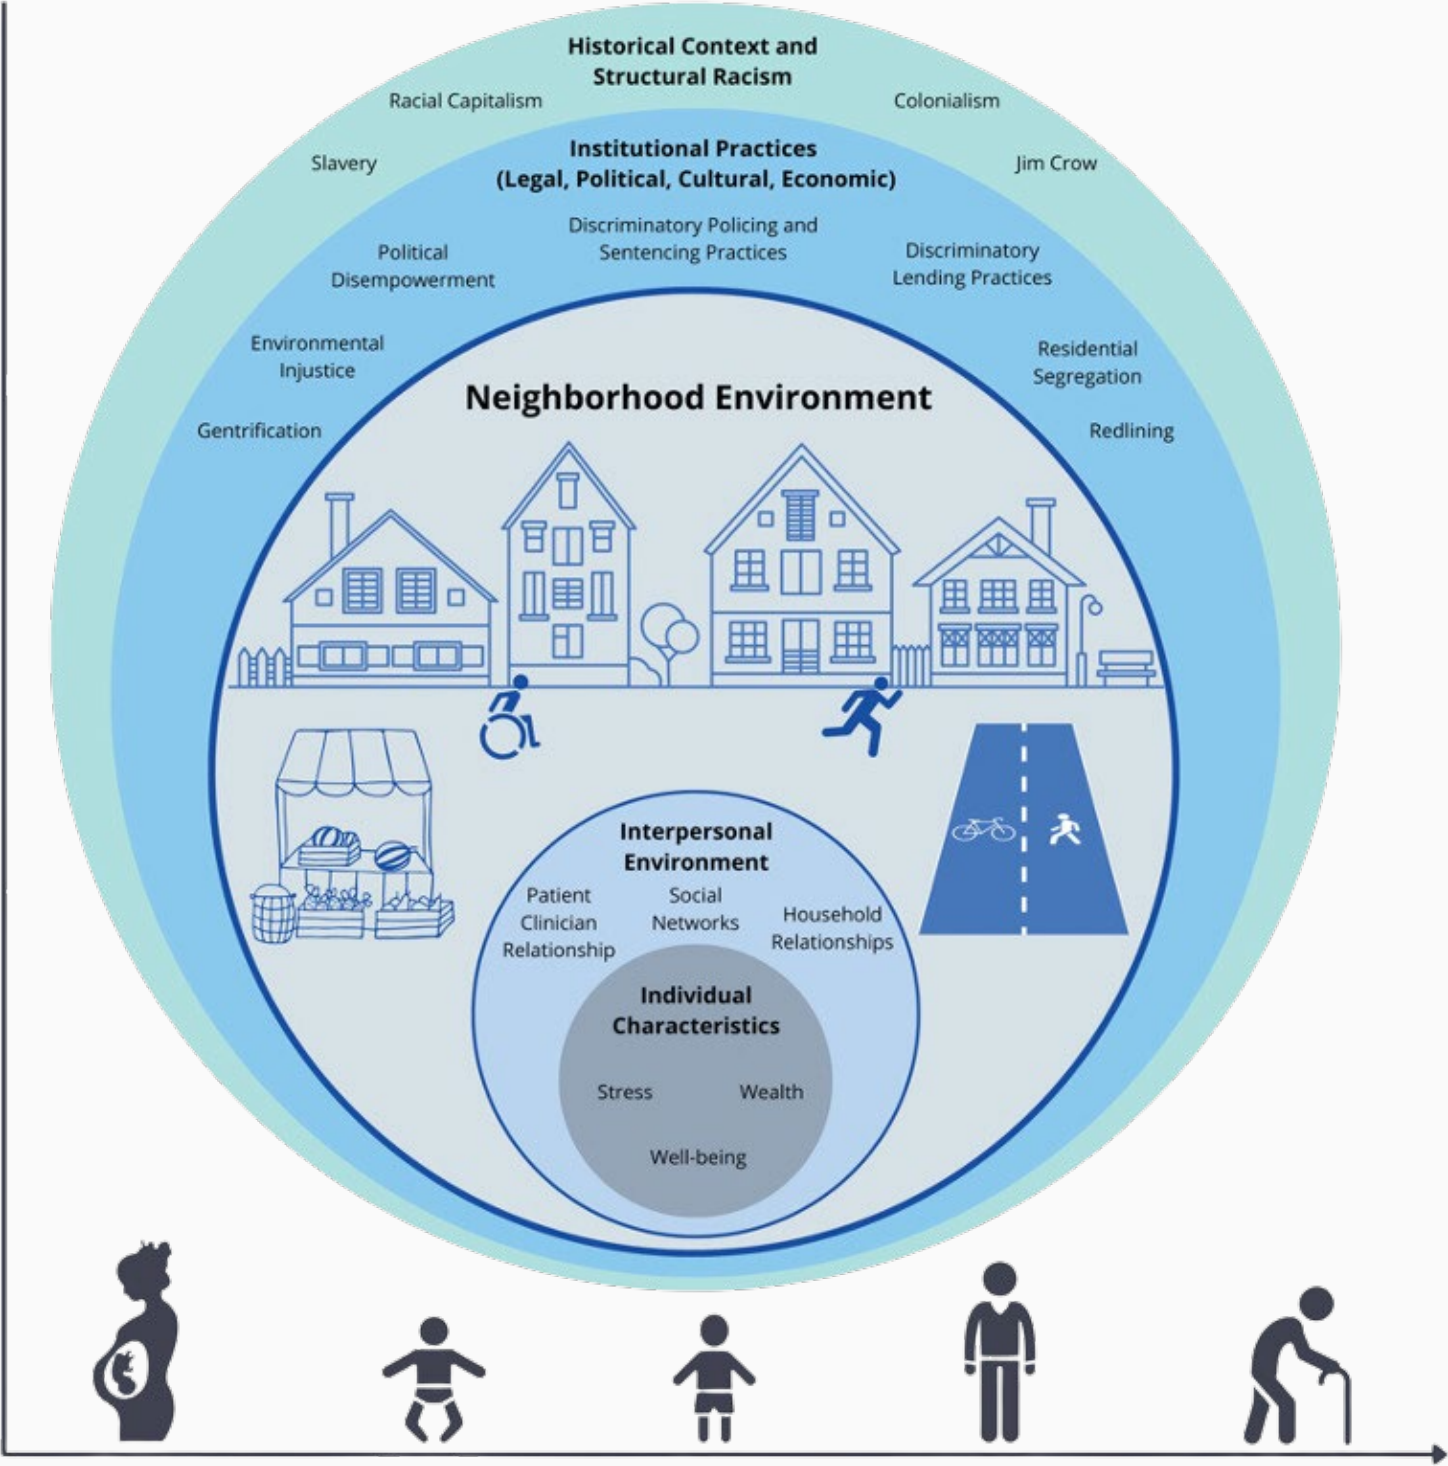 Historical Context and
Structural Racism
Racial Capitalism
Colonialism
Slavery
Jim Crow
Institutional Practices
(Legal, Political, Cultural, Economic)
Discriminatory Policing and
Sentencing Practices
Political
Disempowerment
Discriminatory
Lending Practices
Environmental
Injustice
Residential
Segregation
Gentrification
Redlining
Neighborhood Environment
Interpersonal
Environment
Patient
Clinician
Relationship
Social
Networks
Household
Relationships
Individual
Characteristics
Stress
Wealth
Well-being